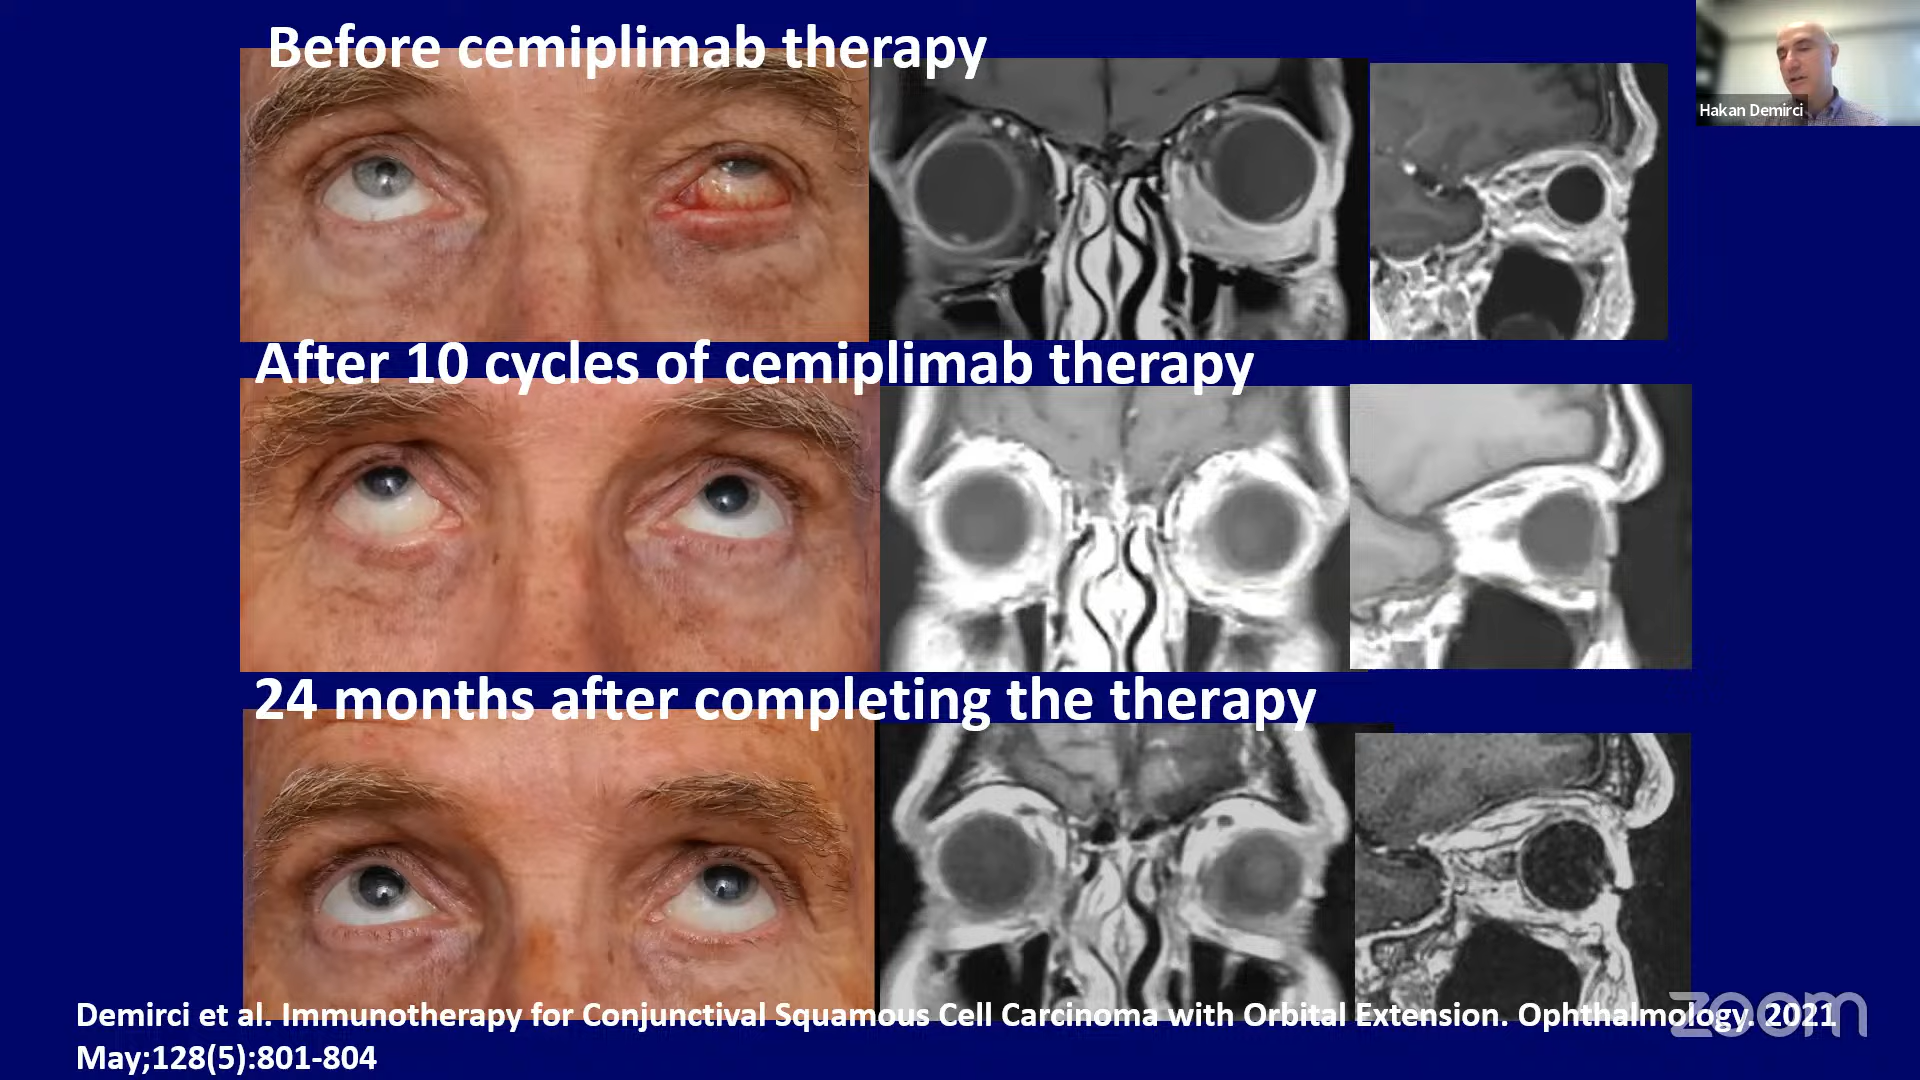 Before cemiplimab therapy
Hakan Demirci
After 10 cycles of cemiplimab therapy
24 months after completing the therapy
Demirci et al. Immunotherapy for Conjunctival Squamous Cell Carcinoma with Orbital Extension. Ophthalmology. 2021
May;128(5):801-804
zoom